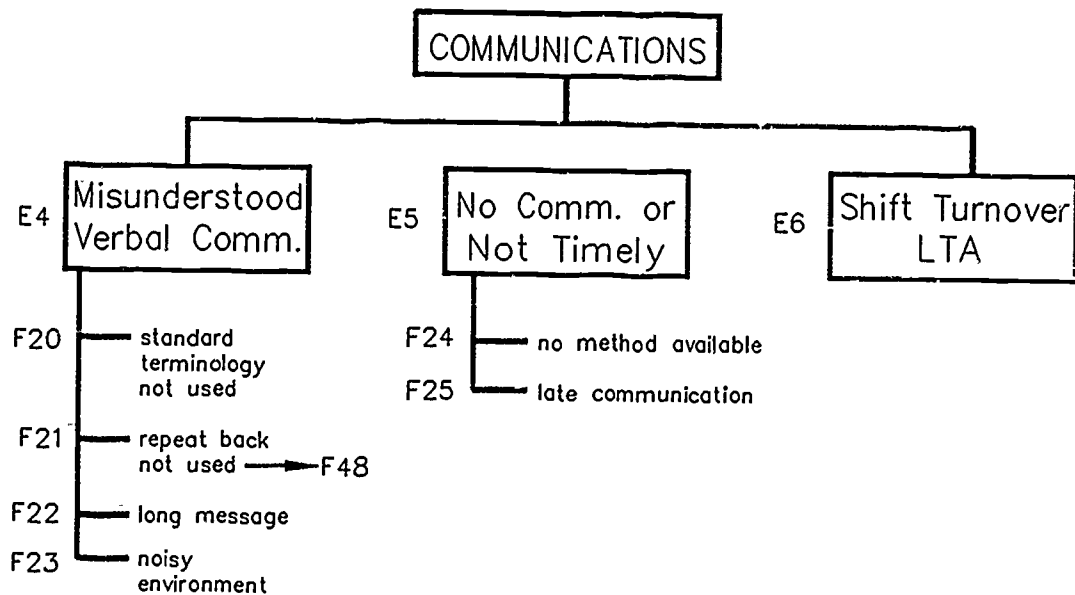 COMMUNICATIONS
E4
Misunderstood
Verbal Comm.
E5
No Comm. or
Not Timely
E6
Shift Turnover
LTA
F20
standard
terminology
not used
F21
repeat back
not used → F48
F22
long message
F23
noisy
environment
F24
no method available
F25
late communication